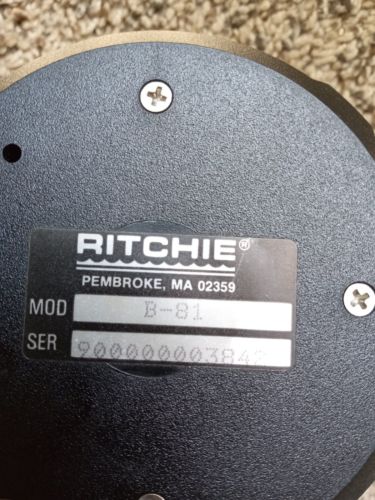 RITCHIE®
PEMBROKE, MA 02359
MOD B-81
SER